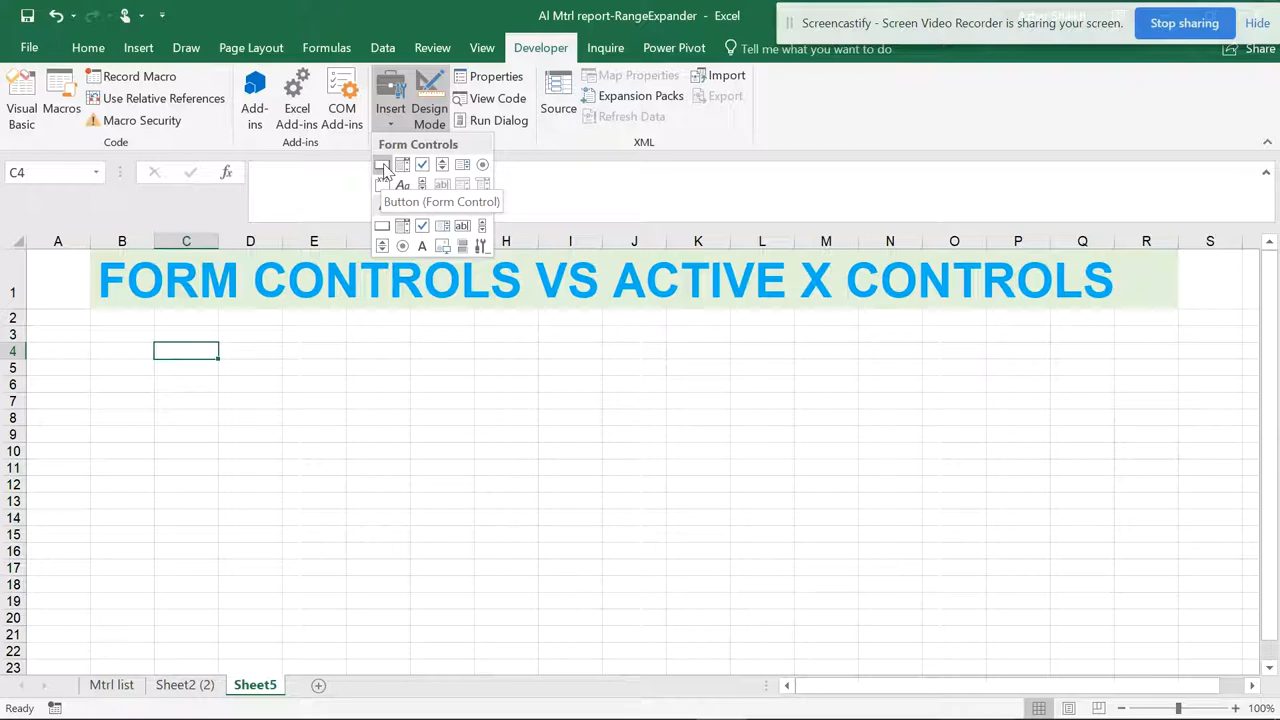 Al Mtrl report-RangeExpander - Excel
Screencastify - Screen Video Recorder is sharing your screen.
Stop sharing
Hide
File Home Insert Draw Page Layout Formulas Data Review View Developer Inquire Power Pivot Tell me what you want to do
Share
Visual Basic
Macros
Record Macro
Use Relative References
Macro Security
Code
Add-ins
Excel Add-ins
COM Add-ins
Add-ins
Insert
Design Mode
Properties
View Code
Run Dialog
Source
Map Properties
Expansion Packs
Refresh Data
Import
Export
XML
Form Controls
Aa
ab|
Button (Form Control)
ab|
A
C4
fx
A B C D E H I J K L M N O P Q R S
1 FORM CONTROLS VS ACTIVE X CONTROLS
2
3
4
5
6
7
8
9
10
11
12
13
14
15
16
17
18
19
20
21
22
23
Mtrl list Sheet2 (2) Sheet5
Ready
100%